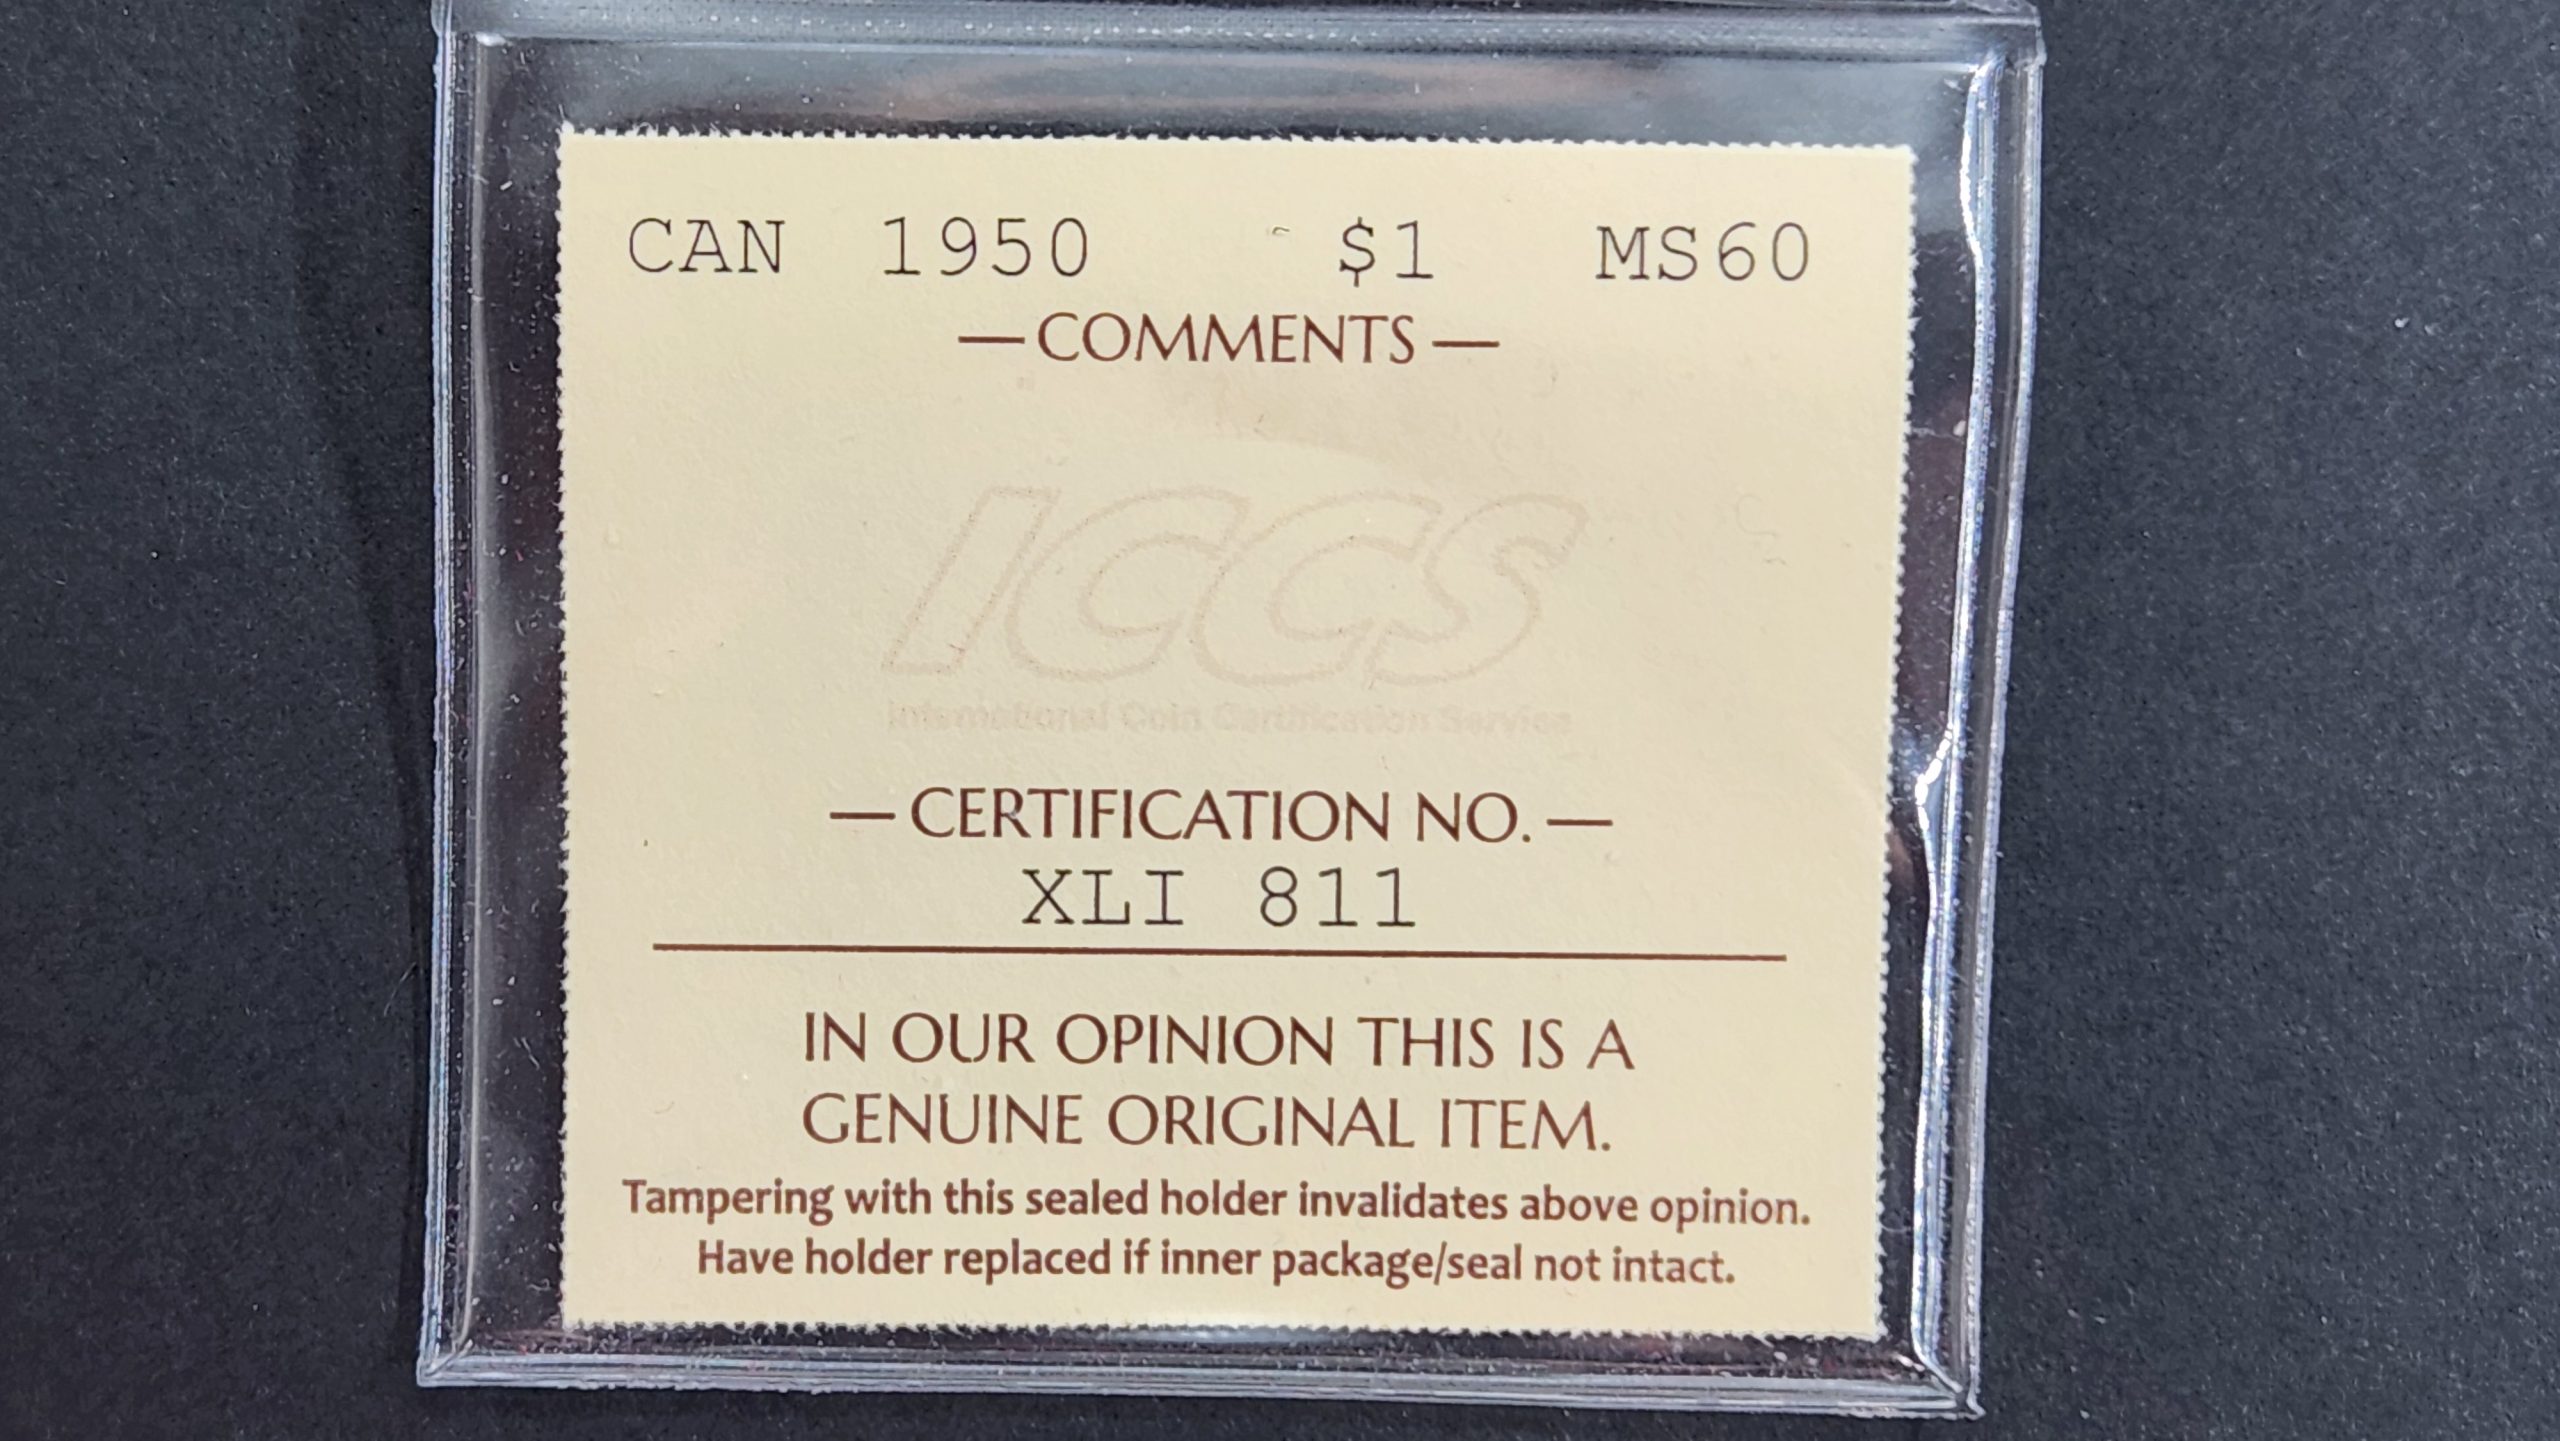 CAN 1950 $1 MS60
— COMMENTS —
ICCS
International Coin Certification Service
— CERTIFICATION NO. —
XLI 811
IN OUR OPINION THIS IS A
GENUINE ORIGINAL ITEM.
Tampering with this sealed holder invalidates above opinion.
Have holder replaced if inner package/seal not intact.